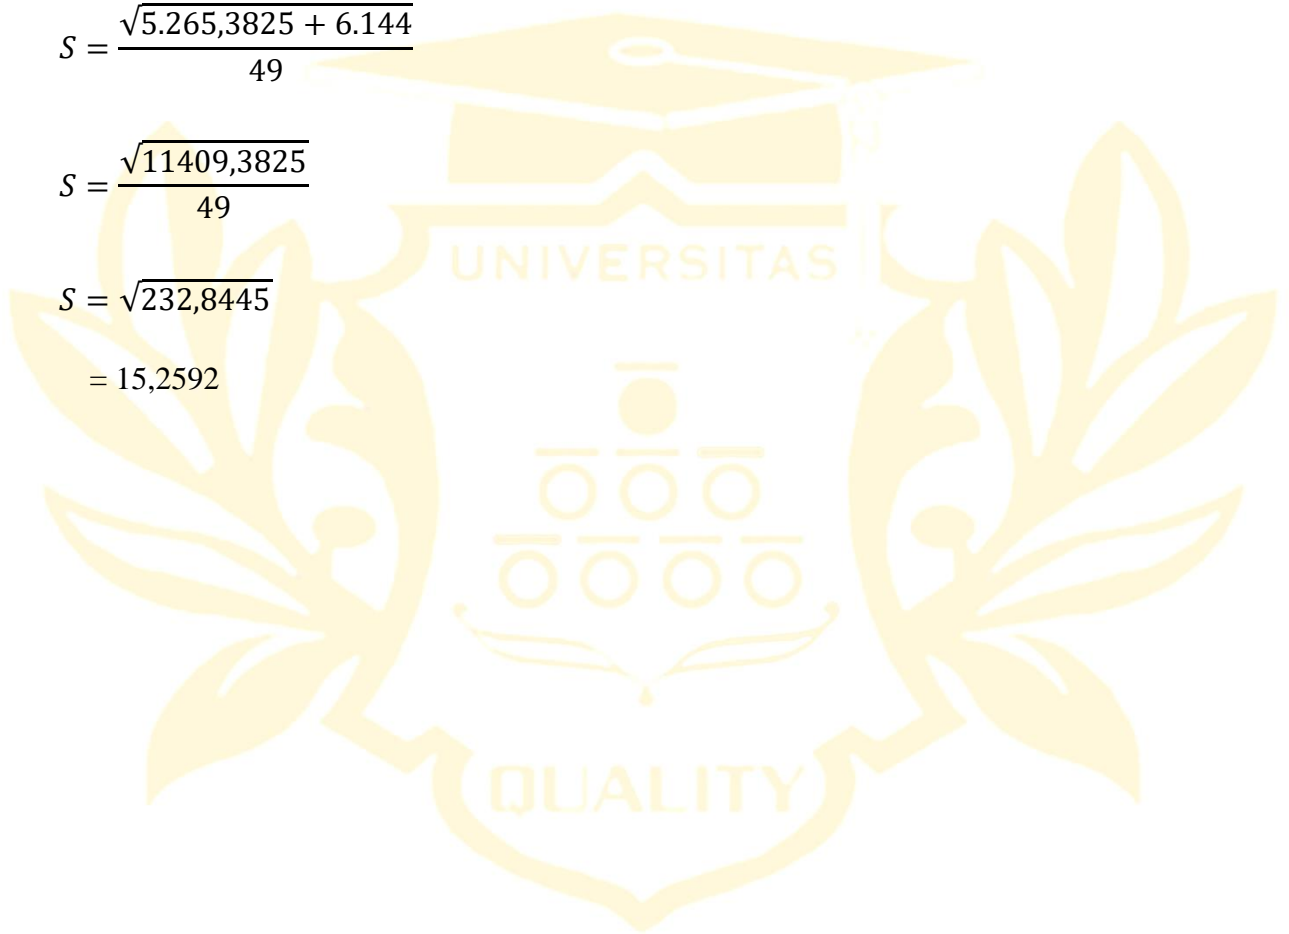 S = √5.265,3825 + 6.144
49
S = √11409,3825
49
UNIVERSITAS
S = √232,8445
= 15,2592
QUALITY